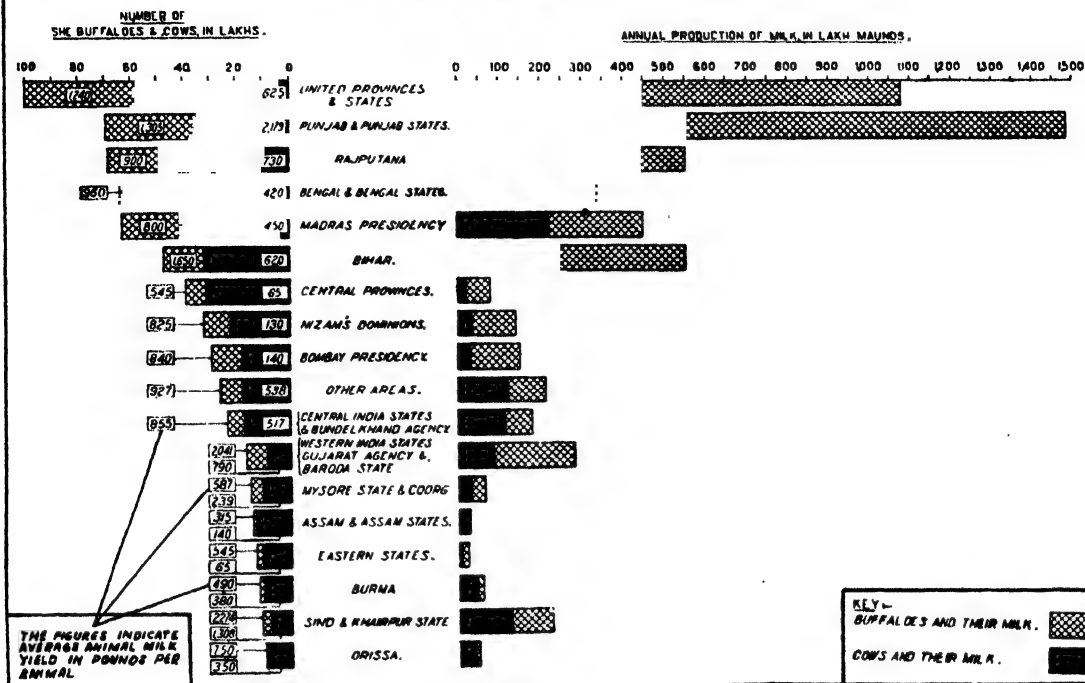 NUMBER OF
SHE BUFFALOES & COWS, IN LAKHS.
ANNUAL PRODUCTION OF MILK, IN LAKH MAUNDS.
100 80 60 40 20 0
0 100 200 300 400 500 600 700 800 900 1000 1100 1200 1300 1400 1500
1240 625 UNITED PROVINCES
& STATES
PUNJAB & PUNJAB STATES.
900 730 RAJPUTANA
960 420 BENGAL & BENGAL STATES.
800 450 MADRAS PRESIDENCY
1650 620 BIHAR.
545 65 CENTRAL PROVINCES.
825 130 NIZAM'S DOMINIONS.
840 140 BOMBAY PRESIDENCY.
927 538 OTHER AREAS.
855 517 CENTRAL INDIA STATES
& BUNDELKHAND AGENCY
2041 WESTERN INDIA STATES
GUJARAT AGENCY &
790 BARODA STATE
587 MYSORE STATE & COORG
239
315 ASSAM & ASSAM STATES.
140
545 EASTERN STATES.
65
490 BURMA
380
SIND & KHAIRPUR STATE
1308
750 ORISSA.
350
THE FIGURES INDICATE
AVERAGE ANIMAL MILK
YIELD IN POUNDS PER
ANIMAL
KEY:-
BUFFALOES AND THEIR MILK.
COWS AND THEIR MILK.